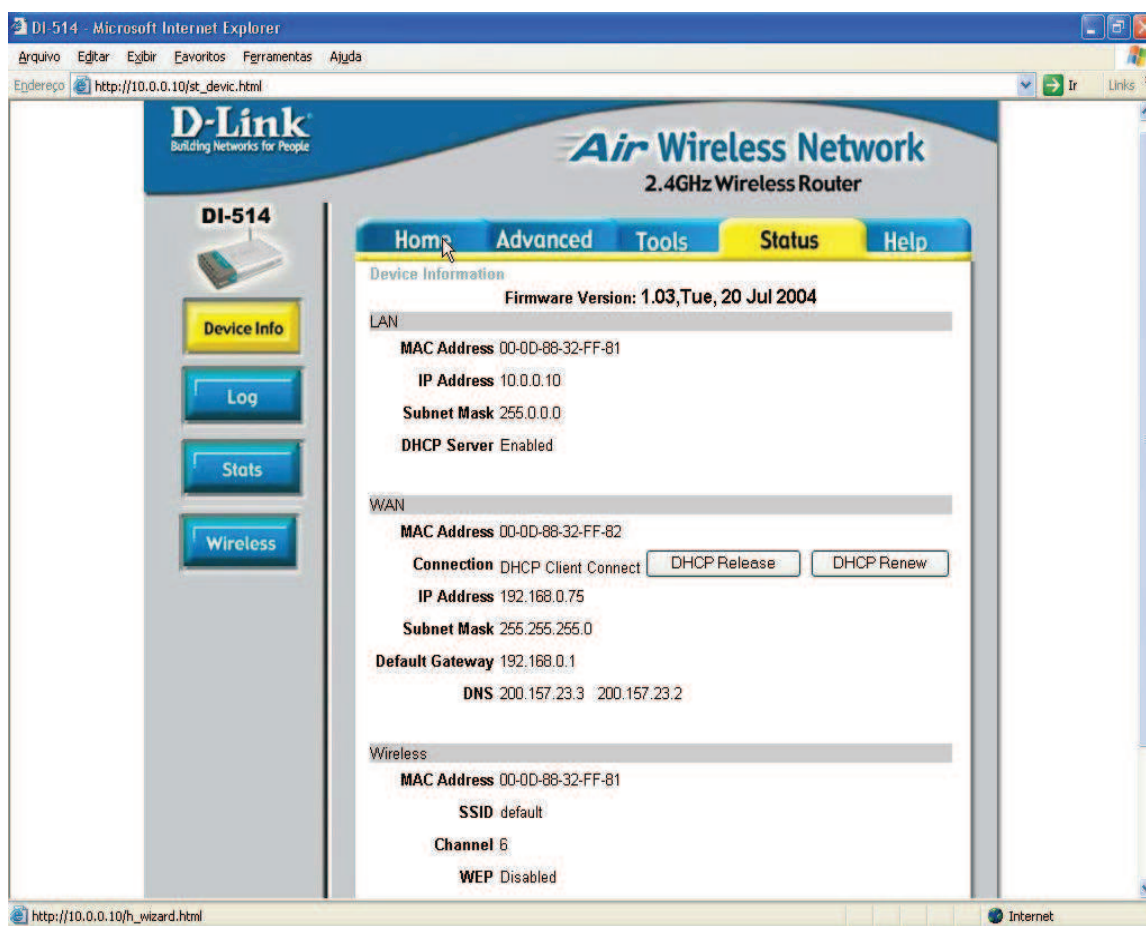 DI-514 - Microsoft Internet Explorer
Arquivo Editar Exibir Favoritos Ferramentas Ajuda
Endereço http://10.0.0.10/st_devic.html Ir Links
D-Link
Building Networks for People
Air Wireless Network
2.4GHz Wireless Router
DI-514
Home Advanced Tools Status Help
Device Information
Firmware Version: 1.03,Tue, 20 Jul 2004
Device Info
LAN
MAC Address 00-0D-88-32-FF-81
IP Address 10.0.0.10
Log
Subnet Mask 255.0.0.0
DHCP Server Enabled
Stats
WAN
MAC Address 00-0D-88-32-FF-82
Wireless
Connection DHCP Client Connect DHCP Release DHCP Renew
IP Address 192.168.0.75
Subnet Mask 255.255.255.0
Default Gateway 192.168.0.1
DNS 200.157.23.3 200.157.23.2
Wireless
MAC Address 00-0D-88-32-FF-81
SSID default
Channel 6
WEP Disabled
http://10.0.0.10/h_wizard.html Internet